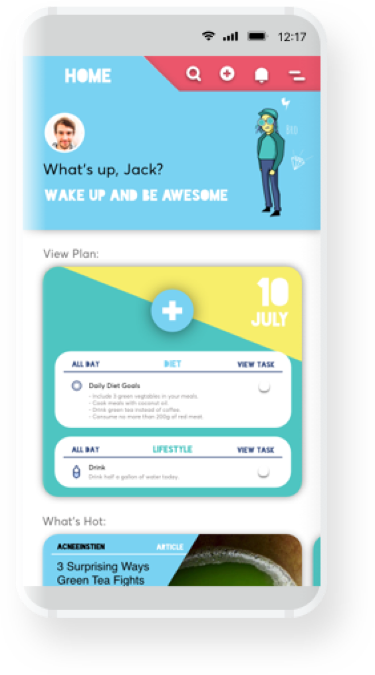 12:17
HOME
What's up, Jack?
WAKE UP AND BE AWESOME
View Plan:
10
JULY
ALL DAY DIET VIEW TASK
Daily Diet Goals
- Include 3 green vegtables in your meals.
- Cook meals with coconut oil.
- Drink green tea instead of coffee.
- Consume no more than 200g of red meat.
ALL DAY LIFESTYLE VIEW TASK
Drink
Drink half a gallon of water today.
What's Hot:
ACNEEINSTIEN ARTICLE
3 Surprising Ways
Green Tea Fights